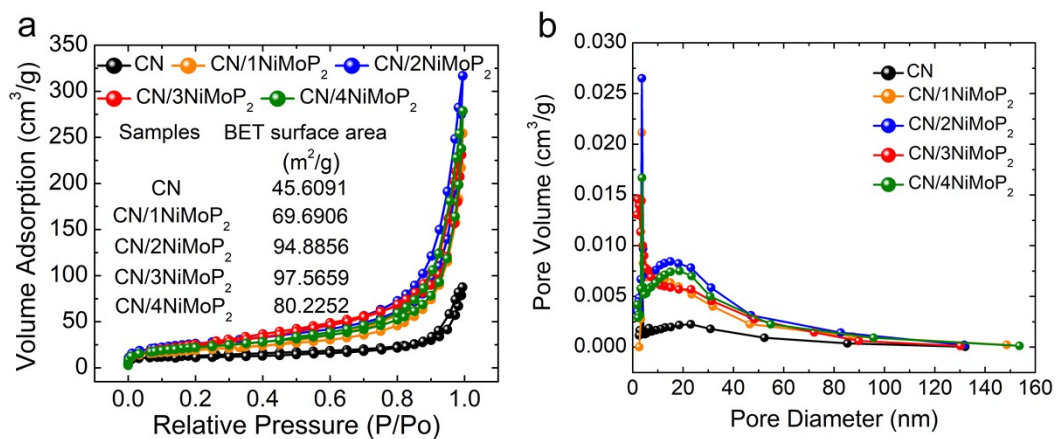 a
350
300
250
200
150
100
50
0
Volume Adsorption (cm³/g)
CN CN/1NiMoP₂ CN/2NiMoP₂
CN/3NiMoP₂ CN/4NiMoP₂
Samples BET surface area
(m²/g)
CN 45.6091
CN/1NiMoP₂ 69.6906
CN/2NiMoP₂ 94.8856
CN/3NiMoP₂ 97.5659
CN/4NiMoP₂ 80.2252
0.0 0.2 0.4 0.6 0.8 1.0
Relative Pressure (P/Po)
b
0.030
0.025
0.020
0.015
0.010
0.005
0.000
Pore Volume (cm³/g)
CN
CN/1NiMoP₂
CN/2NiMoP₂
CN/3NiMoP₂
CN/4NiMoP₂
0 20 40 60 80 100 120 140 160
Pore Diameter (nm)